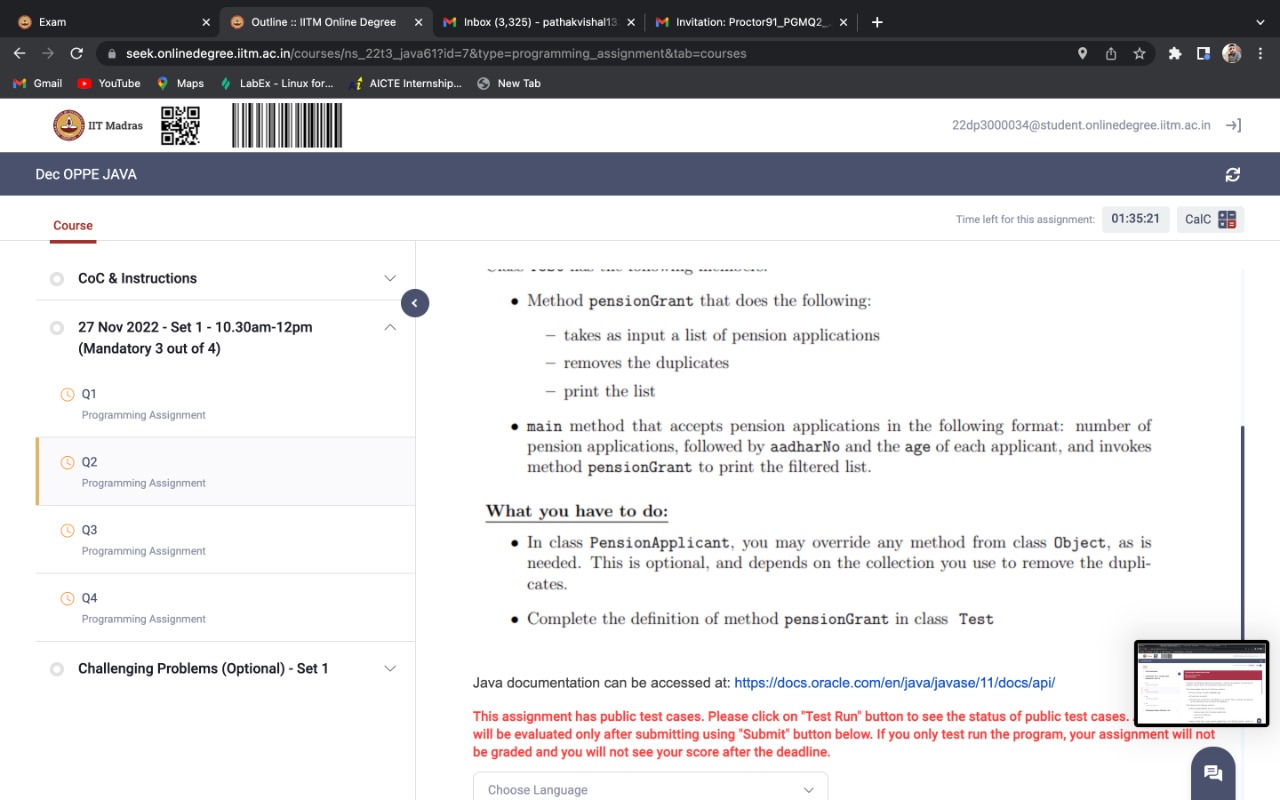 Exam
Outline :: IITM Online Degree
Inbox (3,325) - pathakvishal13
Invitation: Proctor91_PGMQ2_
seek.onlinedegree.iitm.ac.in/courses/ns_22t3_java61?id=7&type=programming_assignment&tab=courses
Gmail
YouTube
Maps
LabEx - Linux for...
AICTE Internship...
New Tab
IIT Madras
22dp3000034@student.onlinedegree.iitm.ac.in
Dec OPPE JAVA
Course
Time left for this assignment:
01:35:21
CalC
CoC & Instructions
27 Nov 2022 - Set 1 - 10.30am-12pm
(Mandatory 3 out of 4)
Q1
Programming Assignment
Q2
Programming Assignment
Q3
Programming Assignment
Q4
Programming Assignment
Challenging Problems (Optional) - Set 1
Class Test has the following members:
• Method pensionGrant that does the following:
– takes as input a list of pension applications
– removes the duplicates
– print the list
• main method that accepts pension applications in the following format: number of
pension applications, followed by aadharNo and the age of each applicant, and invokes
method pensionGrant to print the filtered list.
What you have to do:
• In class PensionApplicant, you may override any method from class Object, as is
needed. This is optional, and depends on the collection you use to remove the dupli-
cates.
• Complete the definition of method pensionGrant in class Test
Java documentation can be accessed at: https://docs.oracle.com/en/java/javase/11/docs/api/
This assignment has public test cases. Please click on "Test Run" button to see the status of public test cases.
will be evaluated only after submitting using "Submit" button below. If you only test run the program, your assignment will not
be graded and you will not see your score after the deadline.
Choose Language